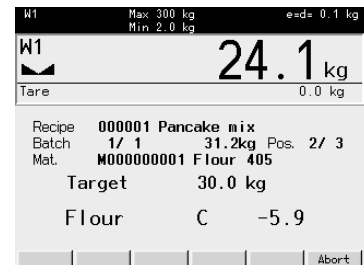 W1 Max 300 kg e=d= 0.1 kg
Min 2.0 kg
W1
24.1 kg
Tare 0.0 kg
Recipe 000001 Pancake mix
Batch 1/ 1 31.2kg Pos. 2/ 3
Mat. M000000001 Flour 405
Target 30.0 kg
Flour C -5.9
Abort